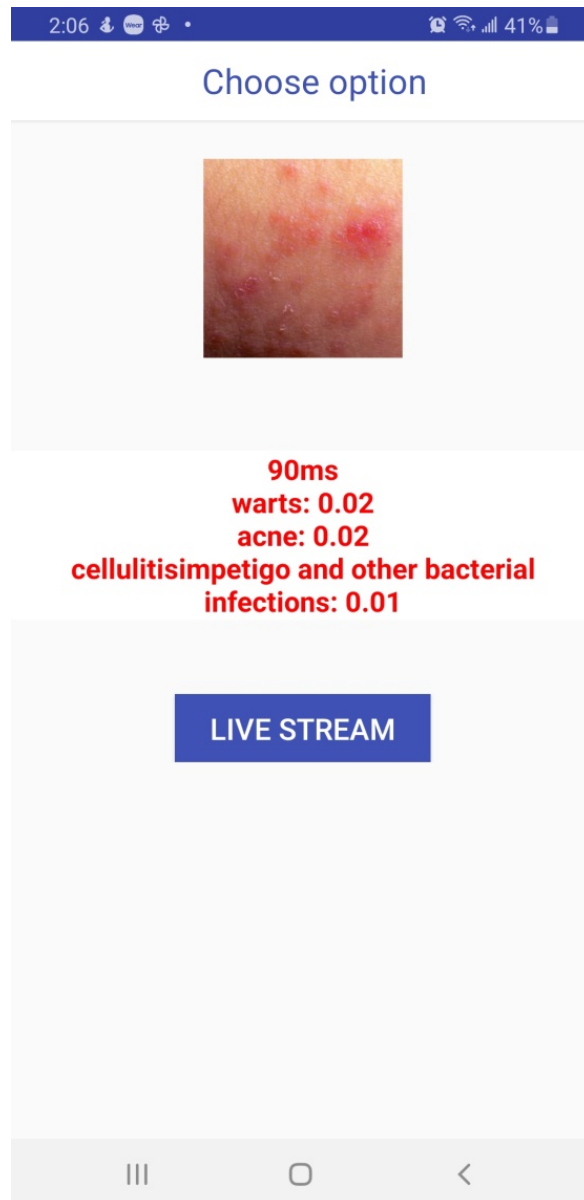 2:06 Wear 41%
Choose option
90ms
warts: 0.02
acne: 0.02
cellulitisimpetigo and other bacterial
infections: 0.01
LIVE STREAM